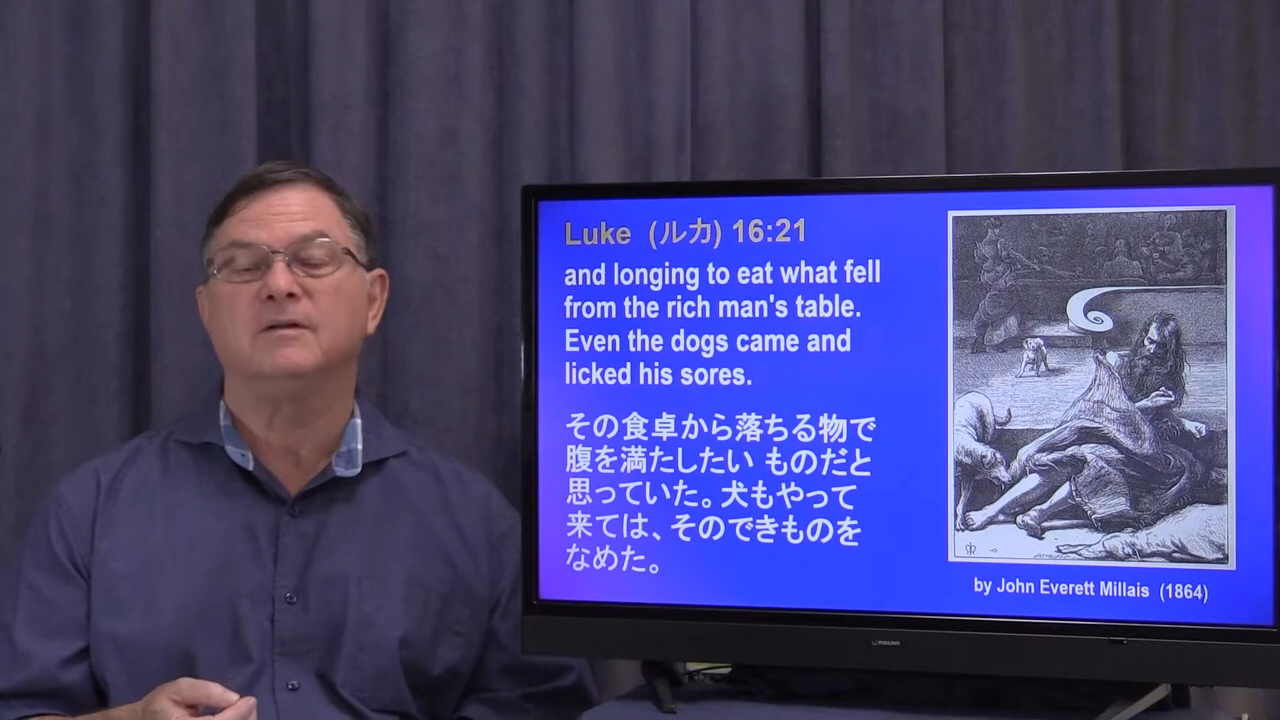 Luke (ルカ) 16:21
and longing to eat what fell
from the rich man's table.
Even the dogs came and
licked his sores.
その食卓から落ちる物で
腹を満たしたい ものだと
思っていた。犬もやって
来ては、そのできものを
なめた。
by John Everett Millais (1864)